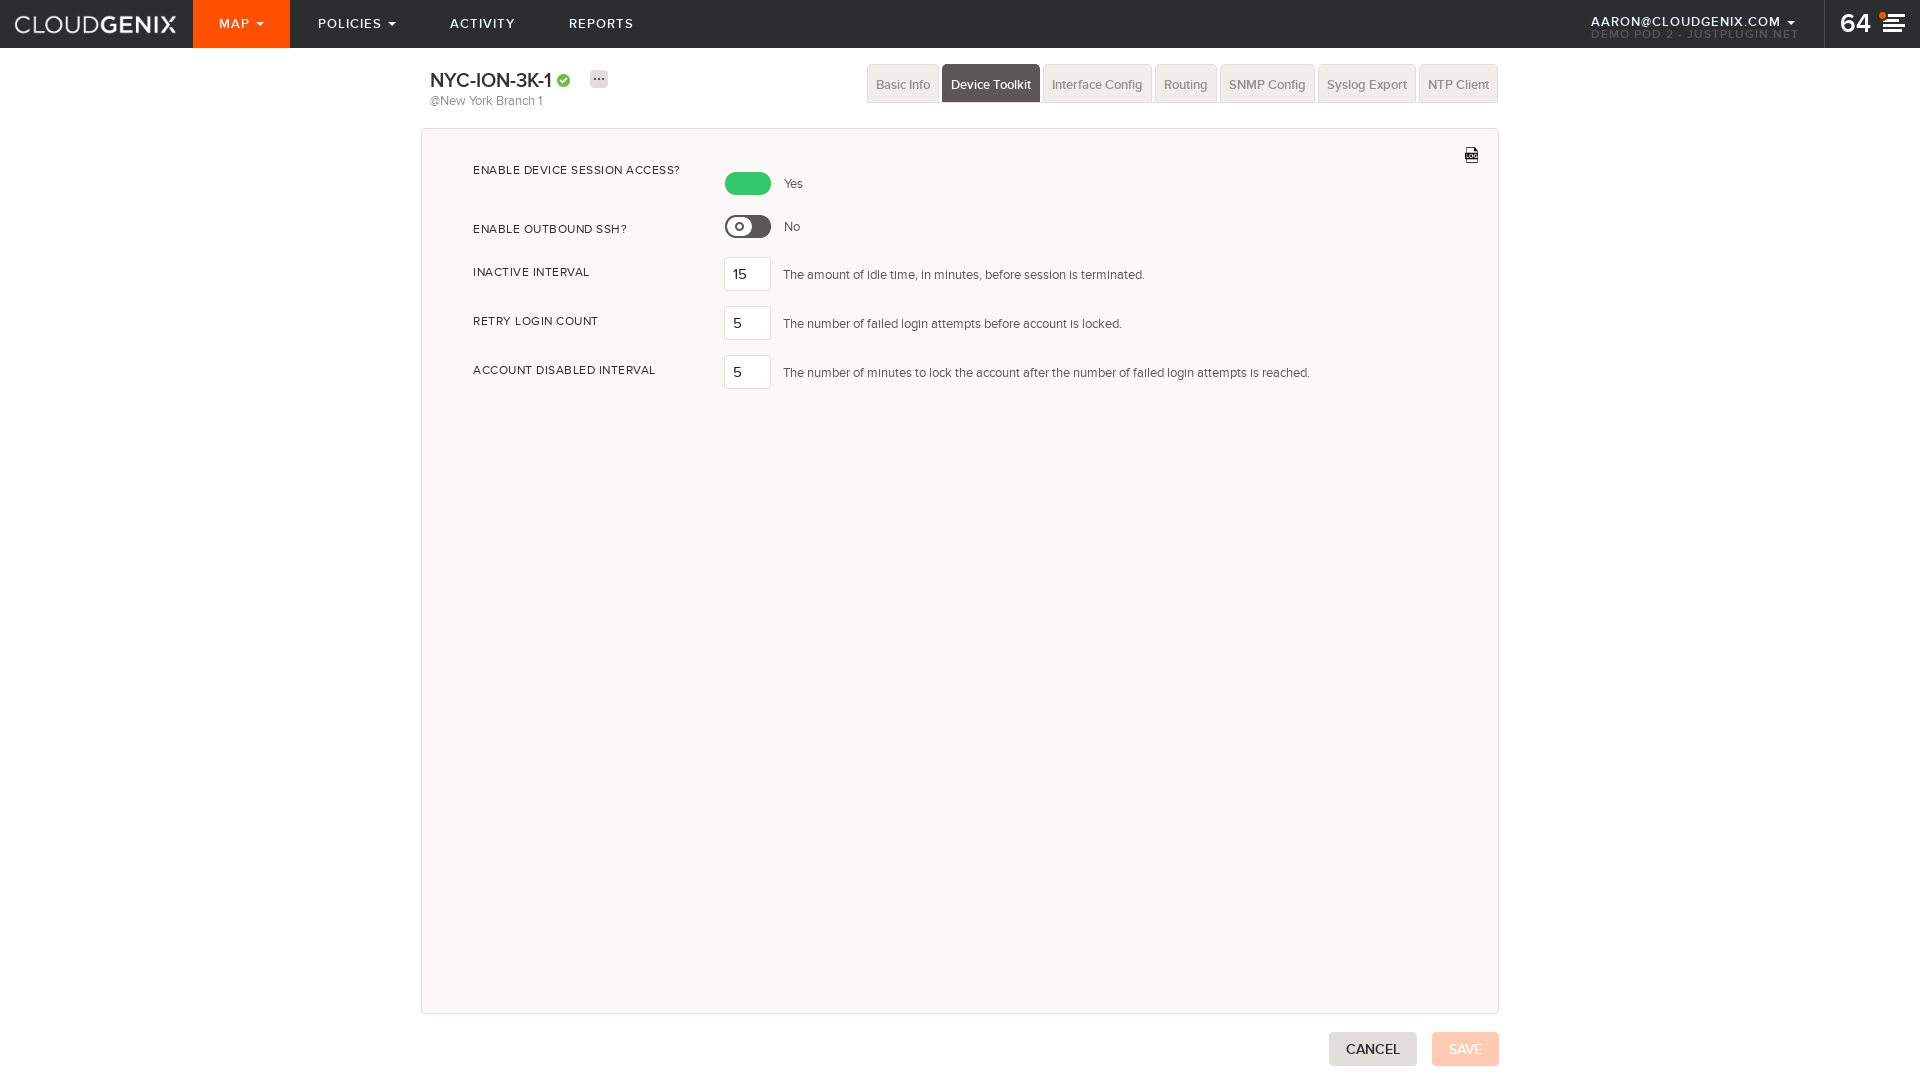 CLOUDGENIX
MAP
POLICIES
ACTIVITY
REPORTS
AARON@CLOUDGENIX.COM
DEMO POD 2 - JUSTPLUGIN.NET
64
NYC-ION-3K-1
@New York Branch 1
Basic Info
Device Toolkit
Interface Config
Routing
SNMP Config
Syslog Export
NTP Client
LOG
ENABLE DEVICE SESSION ACCESS?
Yes
ENABLE OUTBOUND SSH?
No
INACTIVE INTERVAL
15
The amount of idle time, in minutes, before session is terminated.
RETRY LOGIN COUNT
5
The number of failed login attempts before account is locked.
ACCOUNT DISABLED INTERVAL
5
The number of minutes to lock the account after the number of failed login attempts is reached.
CANCEL
SAVE